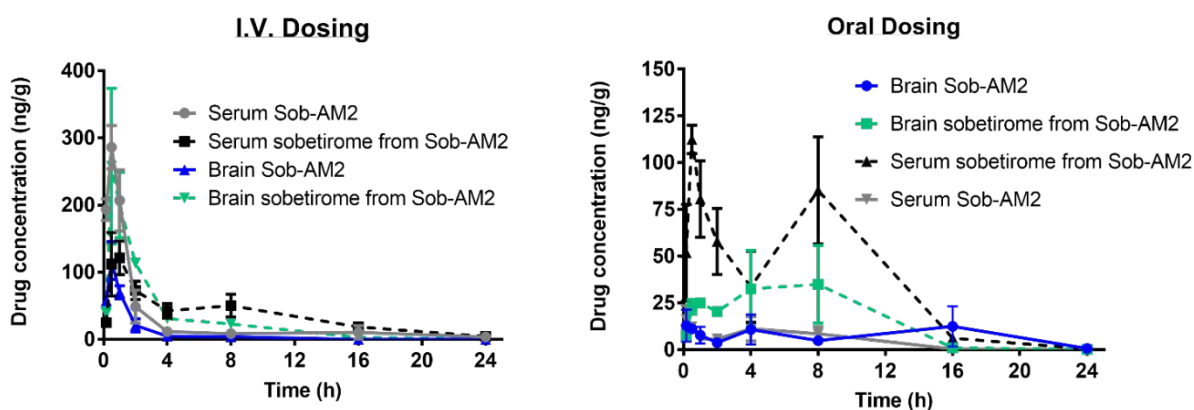 I.V. Dosing
Drug concentration (ng/g)
400
300
200
100
0
Serum Sob-AM2
Serum sobetirome from Sob-AM2
Brain Sob-AM2
Brain sobetirome from Sob-AM2
0 4 8 12 16 20 24
Time (h)
Oral Dosing
Drug concentration (ng/g)
150
125
100
75
50
25
0
Brain Sob-AM2
Brain sobetirome from Sob-AM2
Serum sobetirome from Sob-AM2
Serum Sob-AM2
0 4 8 12 16 20 24
Time (h)